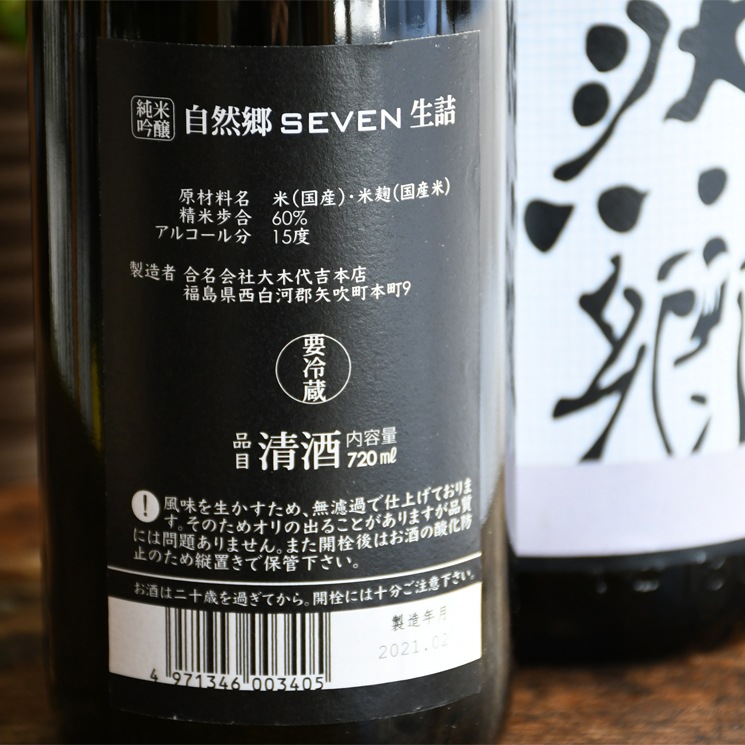 純米吟醸 自然郷 SEVEN 生詰
原材料名 米(国産)・米麹(国産米)
精米歩合 60%
アルコール分 15度
製造者 合名会社大木代吉本店
福島県西白河郡矢吹町本町9
要冷蔵
品目 清酒 内容量 720ml
! 風味を生かすため、無濾過で仕上げておりま
す。そのためオリの出ることがありますが品質
には問題ありません。また開栓後はお酒の酸化防
止のため縦置きで保管下さい。
お酒は二十歳を過ぎてから。開栓には十分ご注意下さい。
製造年月
2021.02
4 971346 003405
然郷